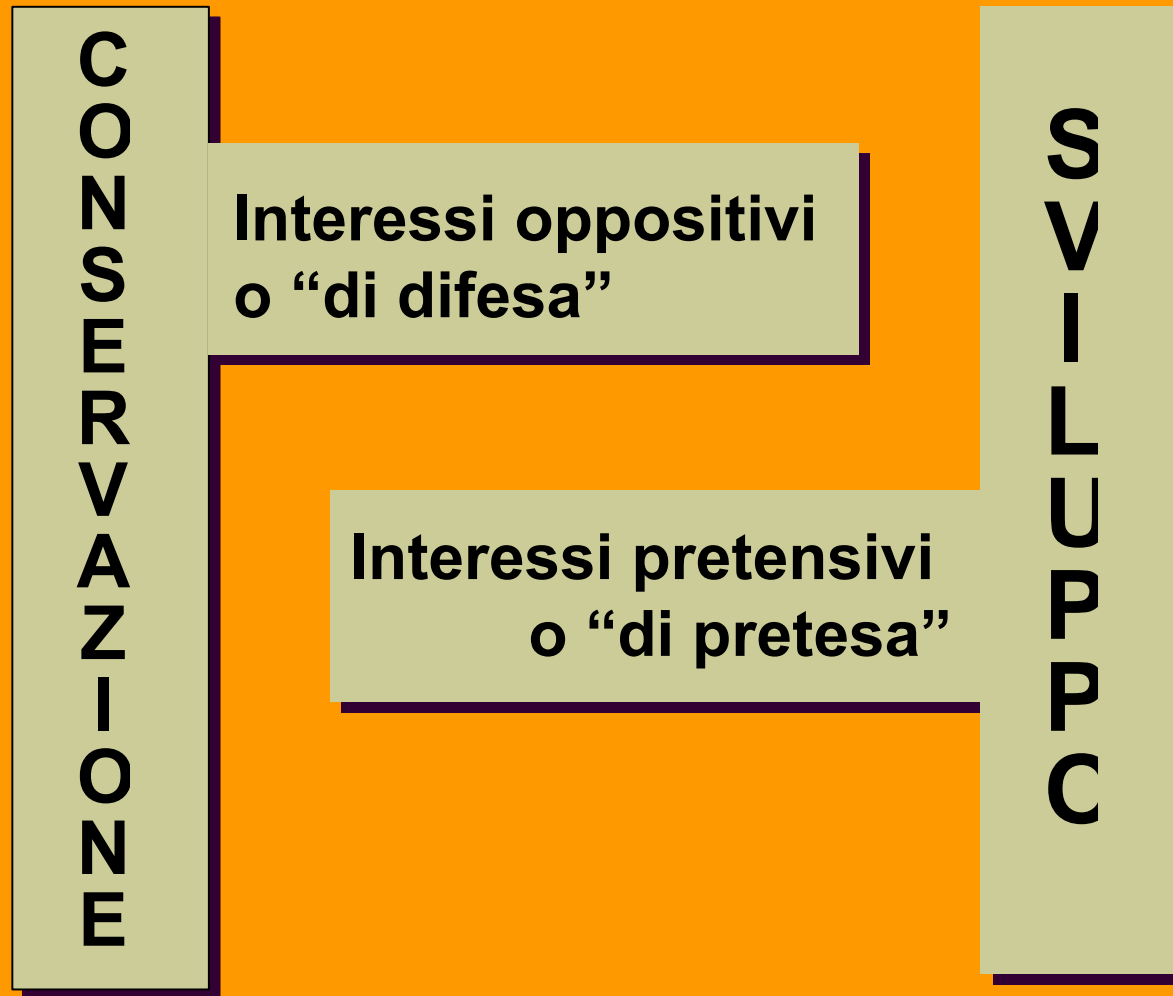 CONSERVAZIONE
Interessi oppositivi
o “di difesa”
Interessi pretensivi
o “di pretesa”
SVILUPPO